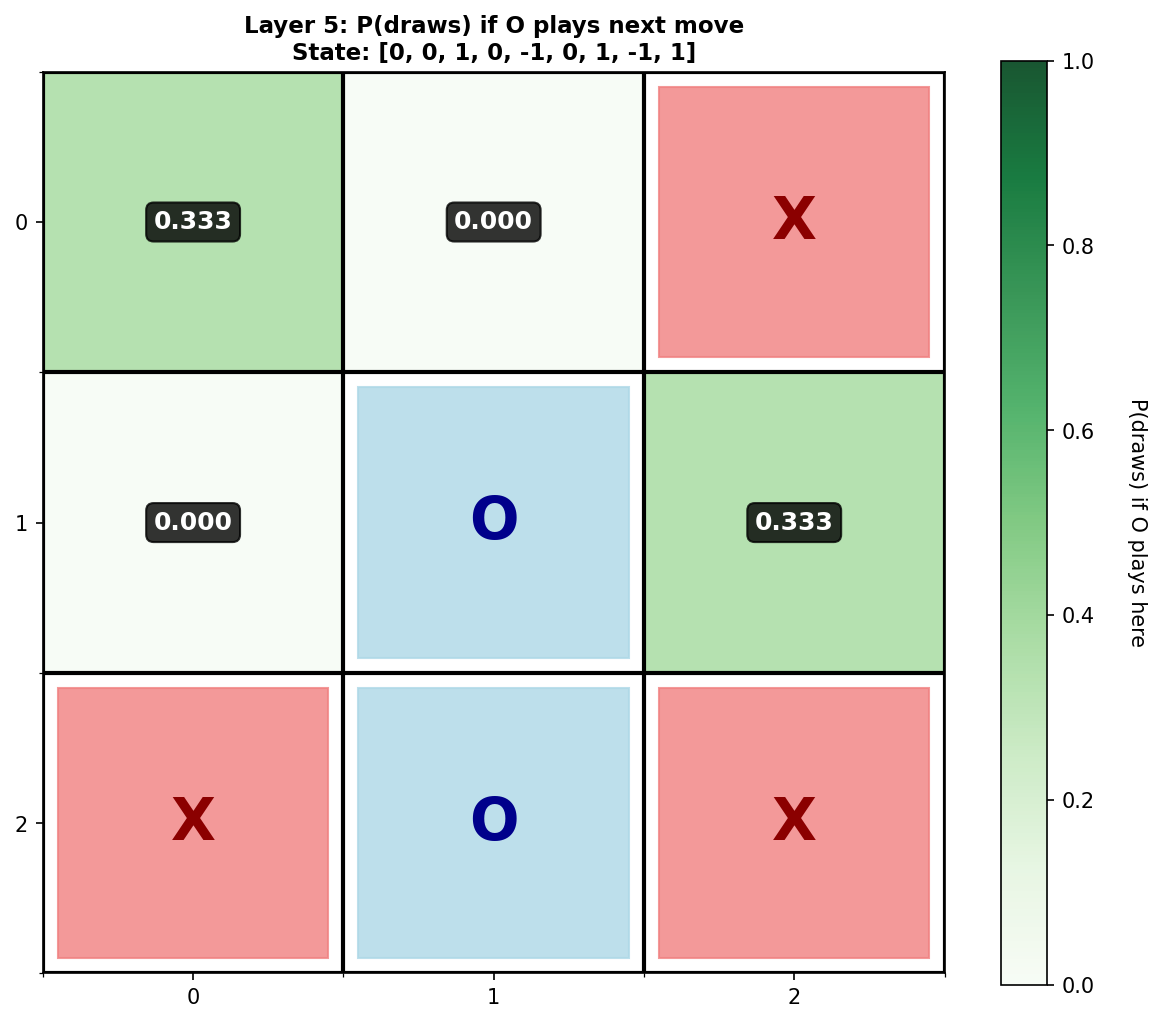 Layer 5: P(draws) if O plays next move
State: [0, 0, 1, 0, -1, 0, 1, -1, 1]
0
0.333
0.000
X
1
0.000
O
0.333
2
X
O
X
0
1
2
1.0
0.8
0.6
0.4
0.2
0.0
P(draws) if O plays here